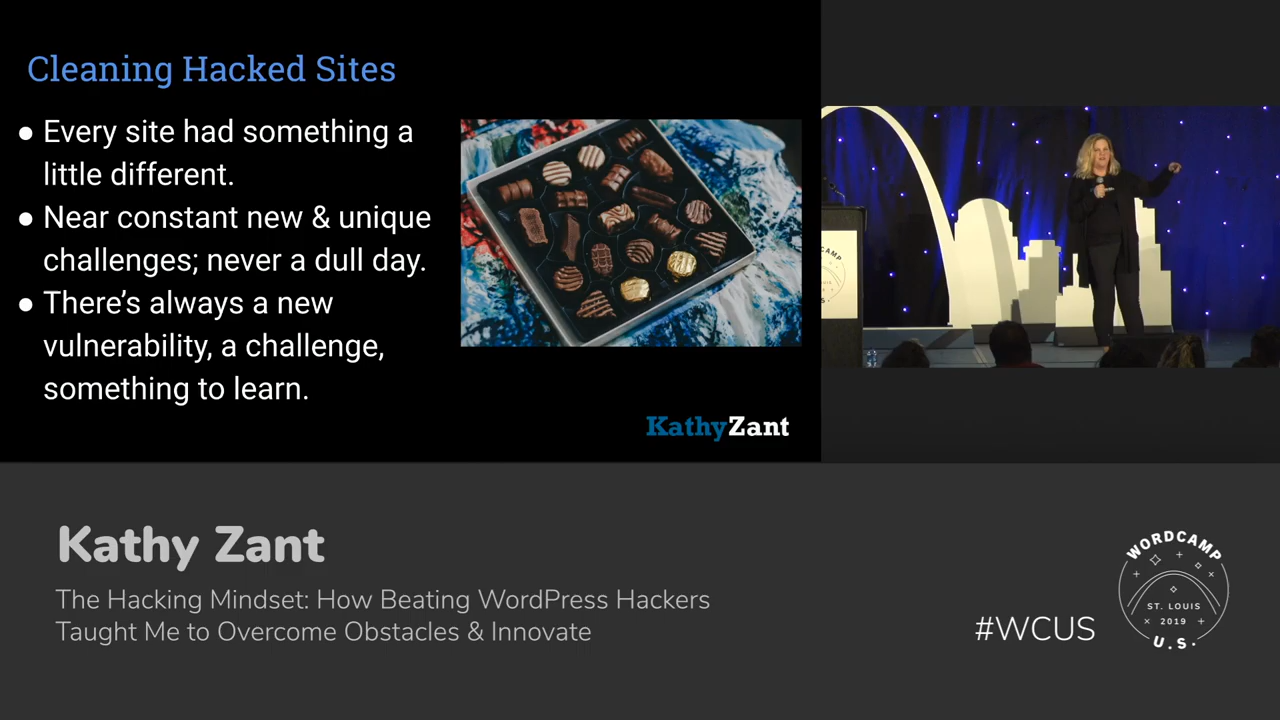 Cleaning Hacked Sites
● Every site had something a
little different.
● Near constant new & unique
challenges; never a dull day.
● There’s always a new
vulnerability, a challenge,
something to learn.
KathyZant
Kathy Zant
The Hacking Mindset: How Beating WordPress Hackers
Taught Me to Overcome Obstacles & Innovate
#WCUS
WORDCAMP
ST. LOUIS
2019
U.S.